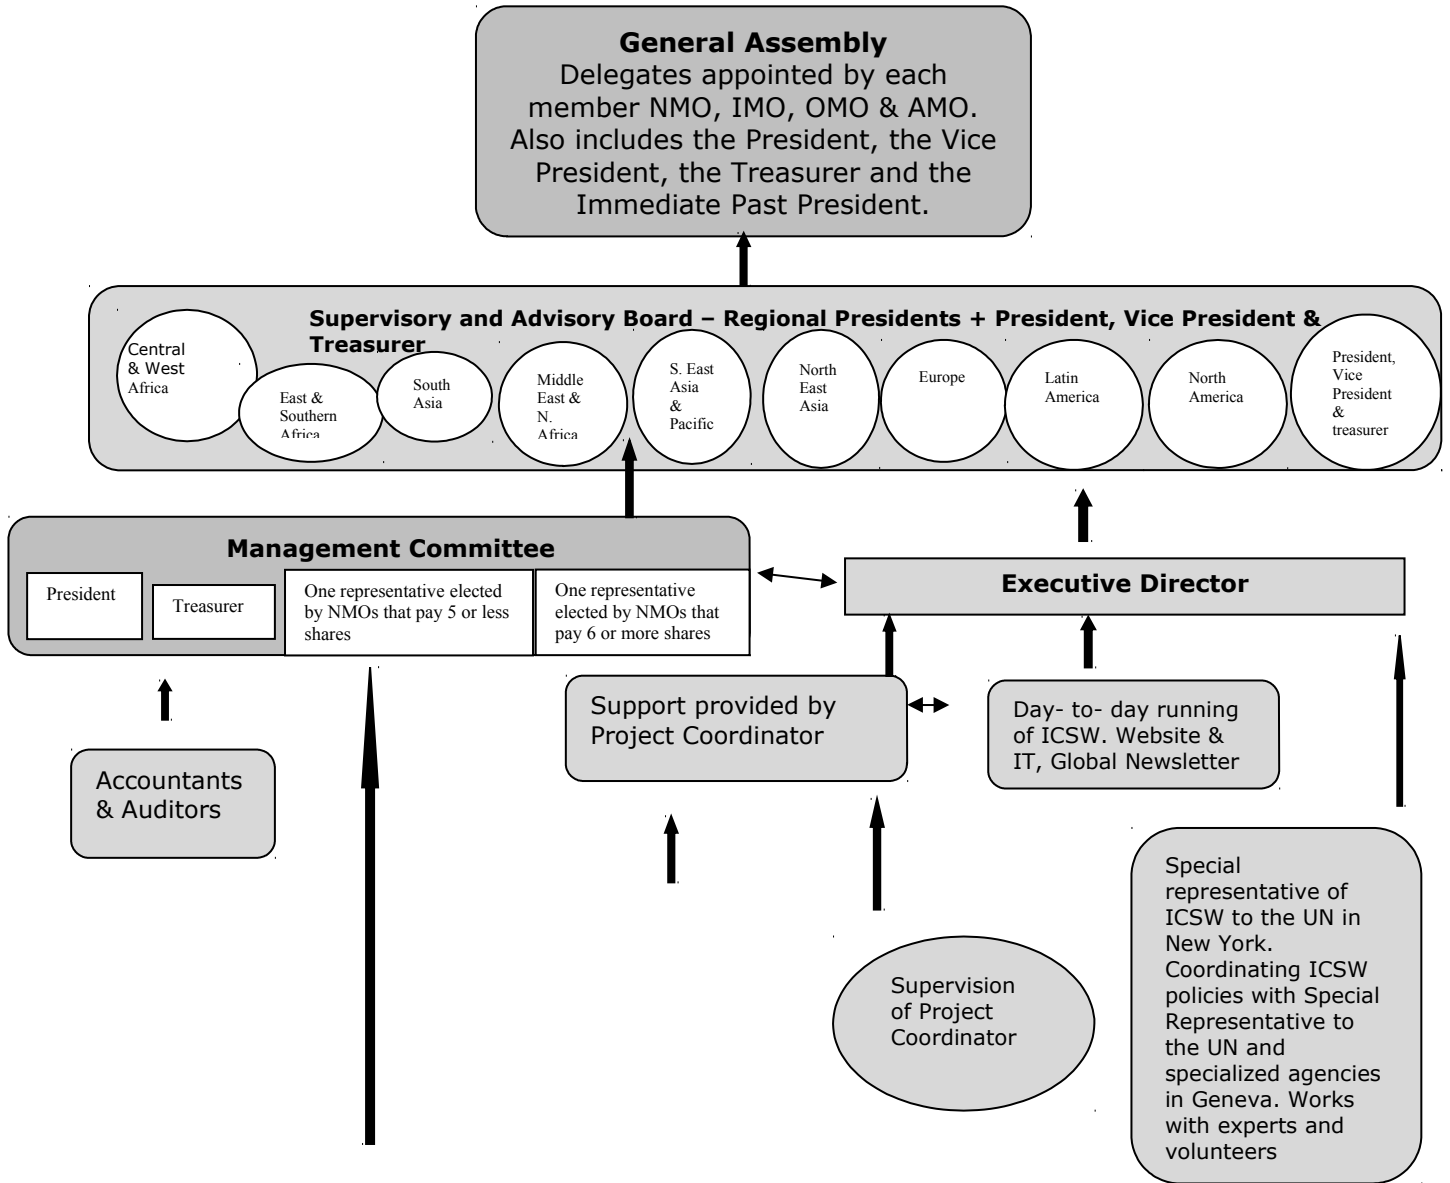 General Assembly
Delegates appointed by each
member NMO, IMO, OMO & AMO.
Also includes the President, the Vice
President, the Treasurer and the
Immediate Past President.
Supervisory and Advisory Board – Regional Presidents + President, Vice President &
Treasurer
Central
& West
Africa
East &
Southern
Africa
South
Asia
Middle
East &
N.
Africa
S. East
Asia
&
Pacific
North
East
Asia
Europe
Latin
America
North
America
President,
Vice
President
&
treasurer
Management Committee
President
Treasurer
One representative elected
by NMOs that pay 5 or less
shares
One representative
elected by NMOs that
pay 6 or more shares
Executive Director
Support provided by
Project Coordinator
Day- to- day running
of ICSW. Website &
IT, Global Newsletter
Accountants
& Auditors
Supervision
of Project
Coordinator
Special
representative of
ICSW to the UN in
New York.
Coordinating ICSW
policies with Special
Representative to
the UN and
specialized agencies
in Geneva. Works
with experts and
volunteers